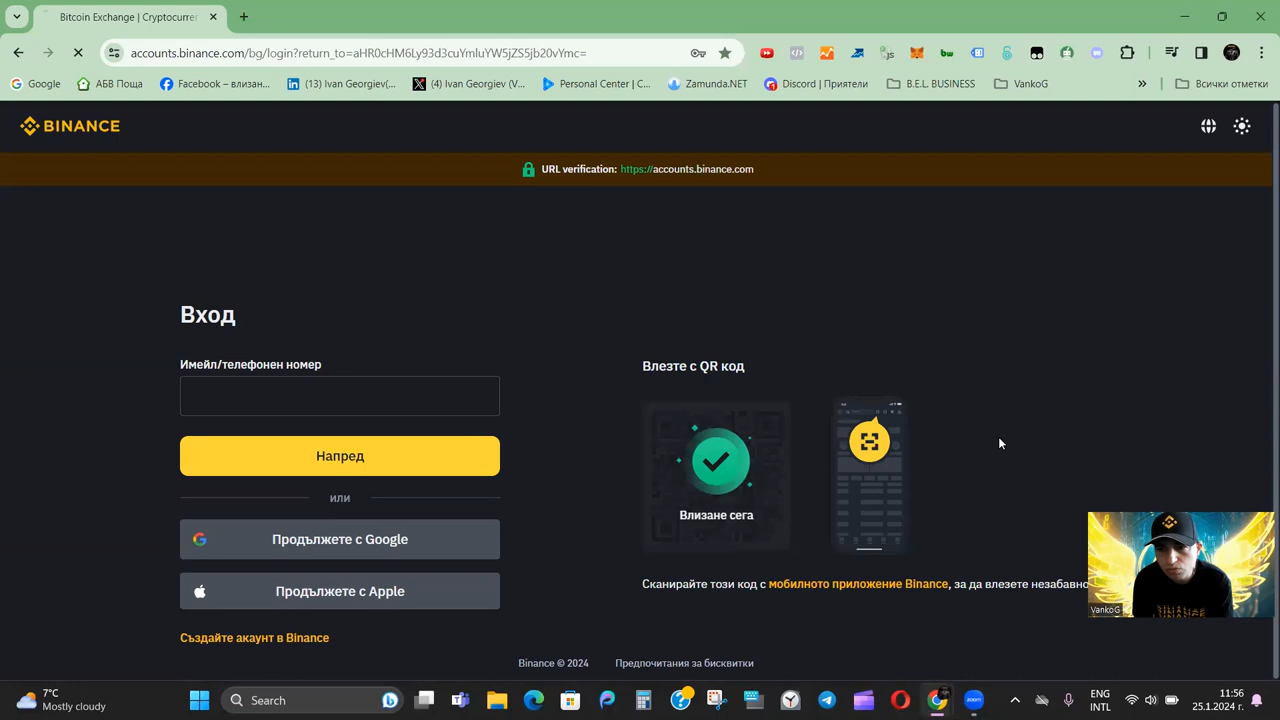 Bitcoin Exchange | Cryptocurrer
accounts.binance.com/bg/login?return_to=aHR0cHM6Ly93d3cuYmluYW5jZS5jb20vYmc=
Google
АБВ Поща
Facebook – влизан...
(13) Ivan Georgiev(...
(4) Ivan Georgiev (V...
Personal Center | C...
Zamunda.NET
Discord | Приятели
B.E.L. BUSINESS
VankoG
Всички отметки
BINANCE
URL verification: https://accounts.binance.com
Вход
Имейл/телефонен номер
Напред
или
Продължете с Google
Продължете с Apple
Създайте акаунт в Binance
Влезте с QR код
Влизане сега
Сканирайте този код с мобилното приложение Binance, за да влезете незабавно
BINANCE
VankoG
Binance © 2024
Предпочитания за бисквитки
7°C
Mostly cloudy
Search
zoom
ENG
INTL
11:56
25.1.2024 г.